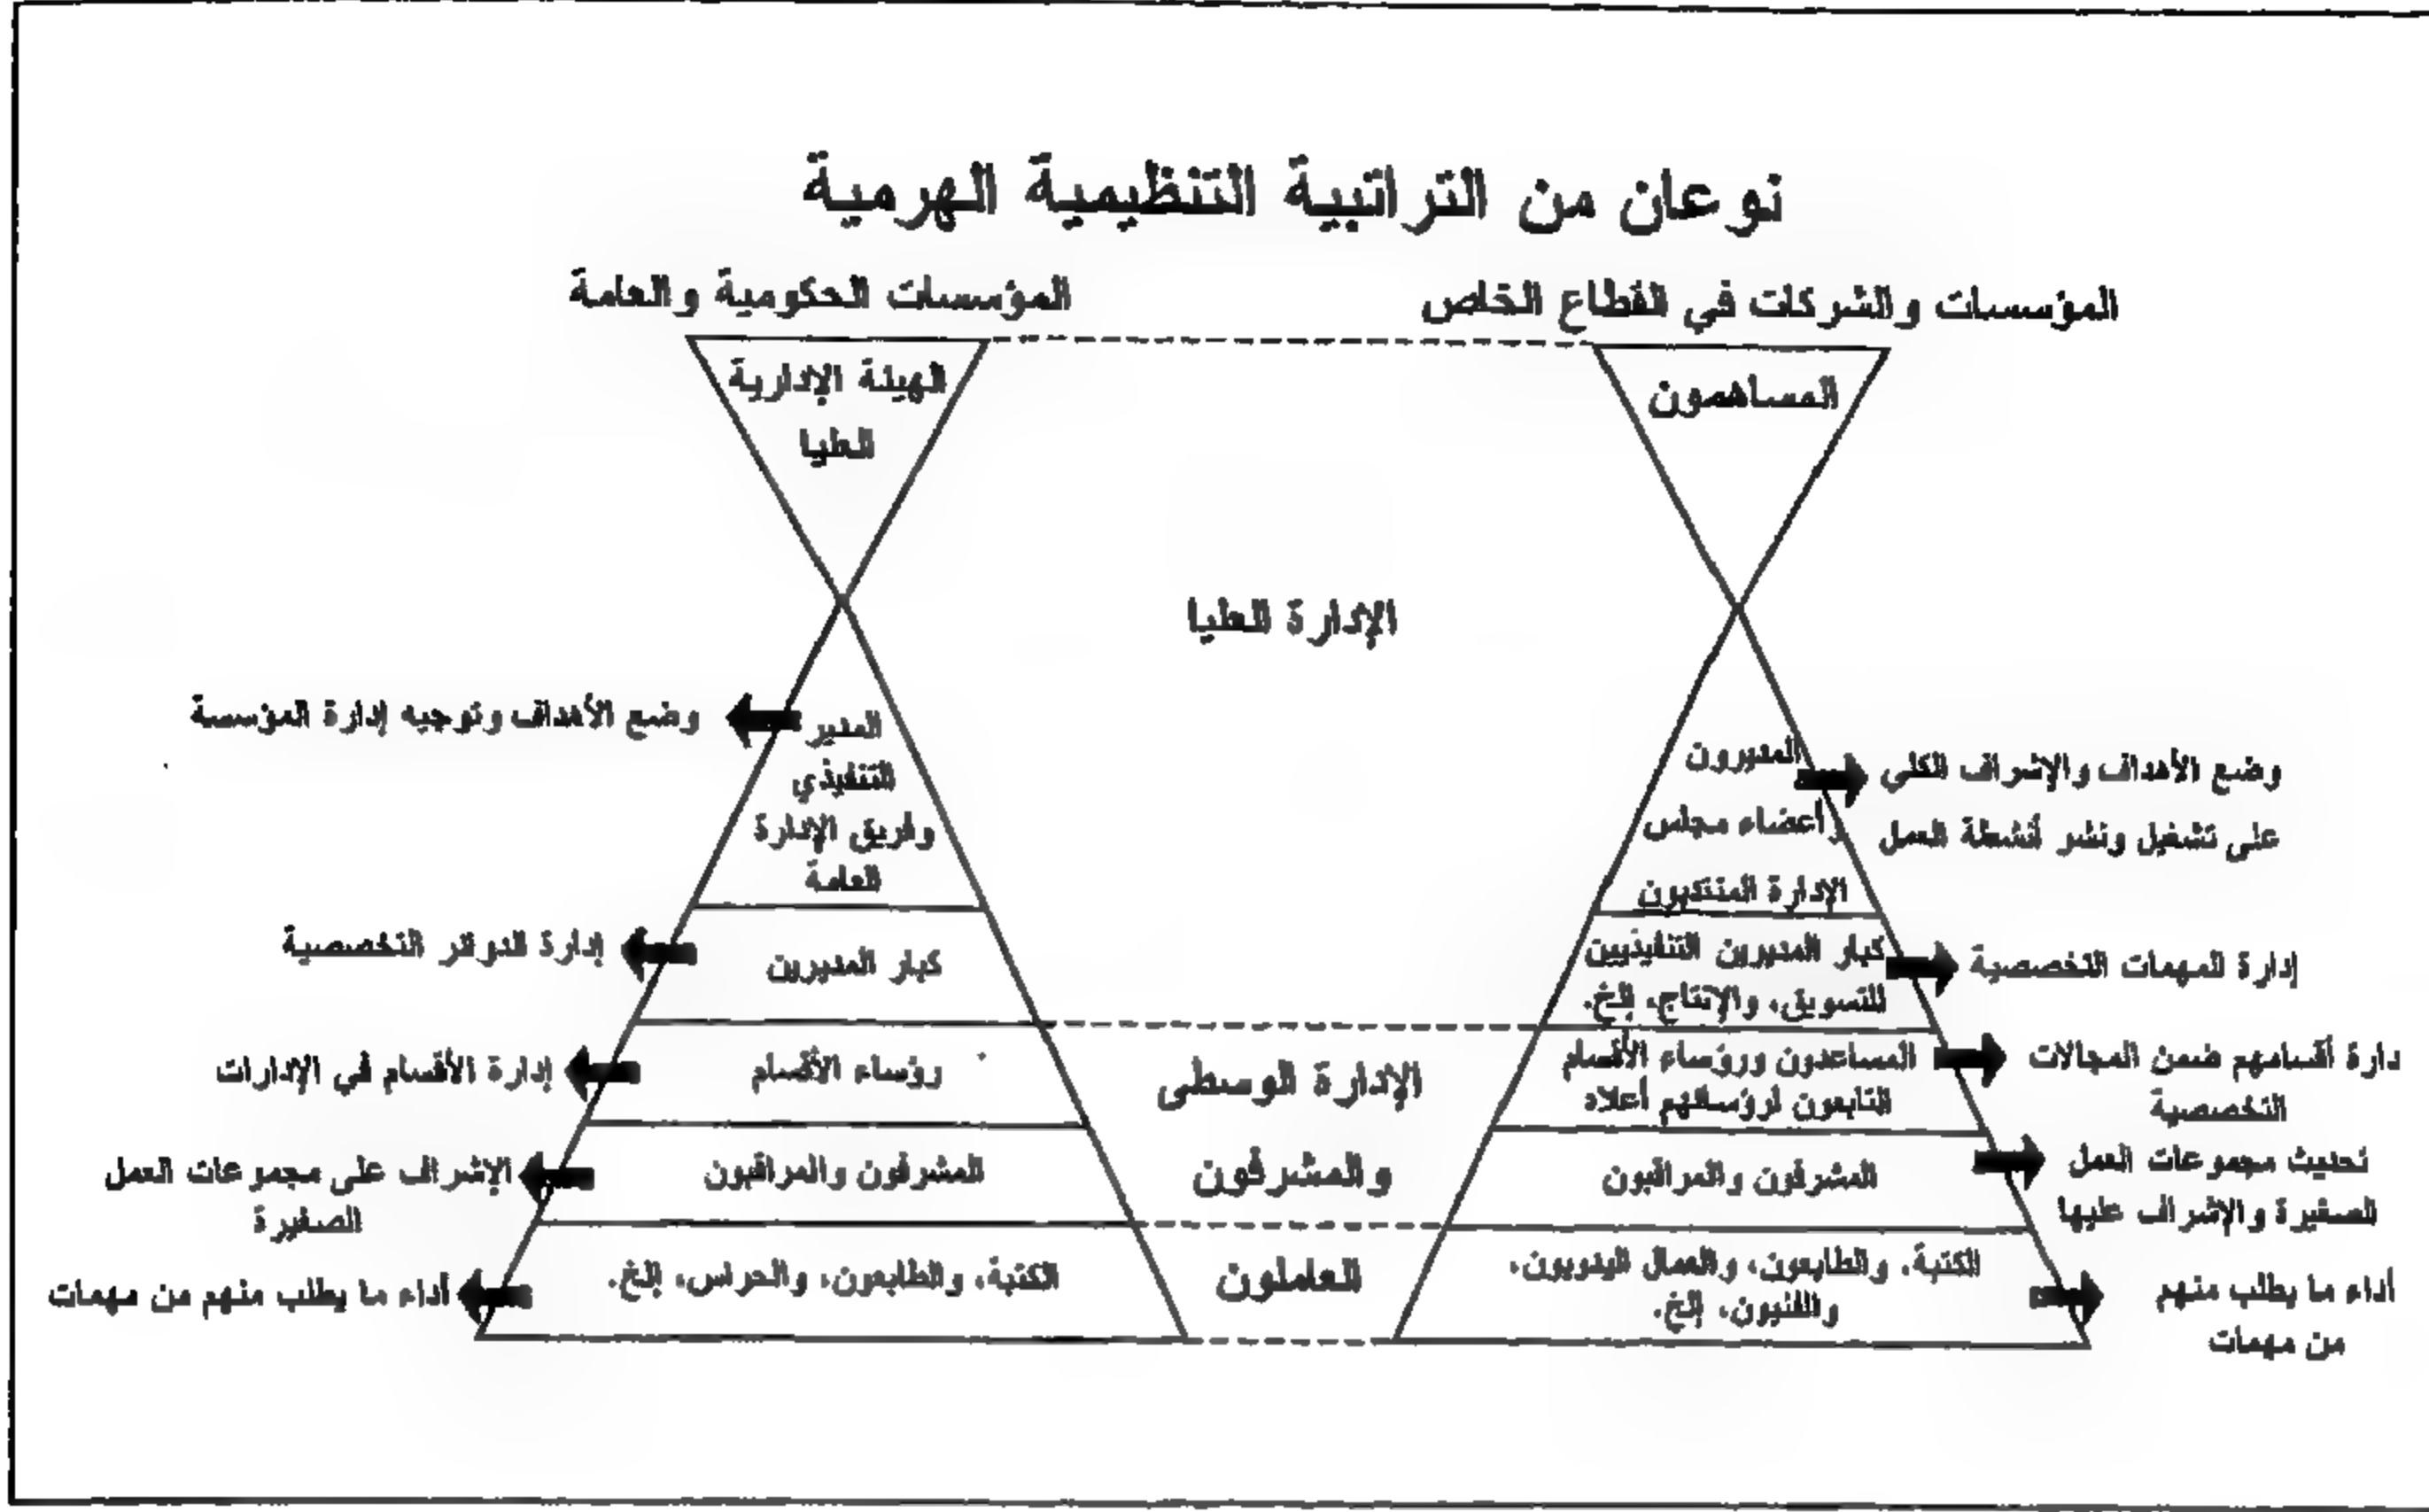 نوعان من التراتبية التنظيمية الهرمية
المؤسسات والشركات في القطاع الخاص
المساهمون
المديرون
وأعضاء مجلس
الإدارة المنتدبون
وضع الأهداف والإشراف الكلي
على تشغيل ونشر أنشطة العمل
كبار المديرين التنفيذيين
للتسويق، والإنتاج، إلخ.
إدارة المهمات التخصصية
المساعدون ورؤساء الأقسام
التابعون لرؤسائهم أعلاه
دارة أقسامهم ضمن المجالات
التخصصية
المشرفون والمراقبون
تحديث مجموعات العمل
الصغيرة والإشراف عليها
الكتبة، والطابعون، والعمال اليدويون،
والفنيون، إلخ.
أداء ما يطلب منهم
من مهمات
الإدارة العليا
الإدارة الوسطى
والمشرفون
العاملون
المؤسسات الحكومية والعامة
الهيئة الإدارية
العليا
المدير
التنفيذي
وفريق الإدارة
العامة
وضع الأهداف وتوجيه إدارة المؤسسة
كبار المديرين
إدارة الدوائر التخصصية
رؤساء الأقسام
إدارة الأقسام في الإدارات
المشرفون والمراقبون
الإشراف على مجموعات العمل
الصغيرة
الكتبة، والطابعون، والحراس، إلخ.
أداء ما يطلب منهم من مهمات